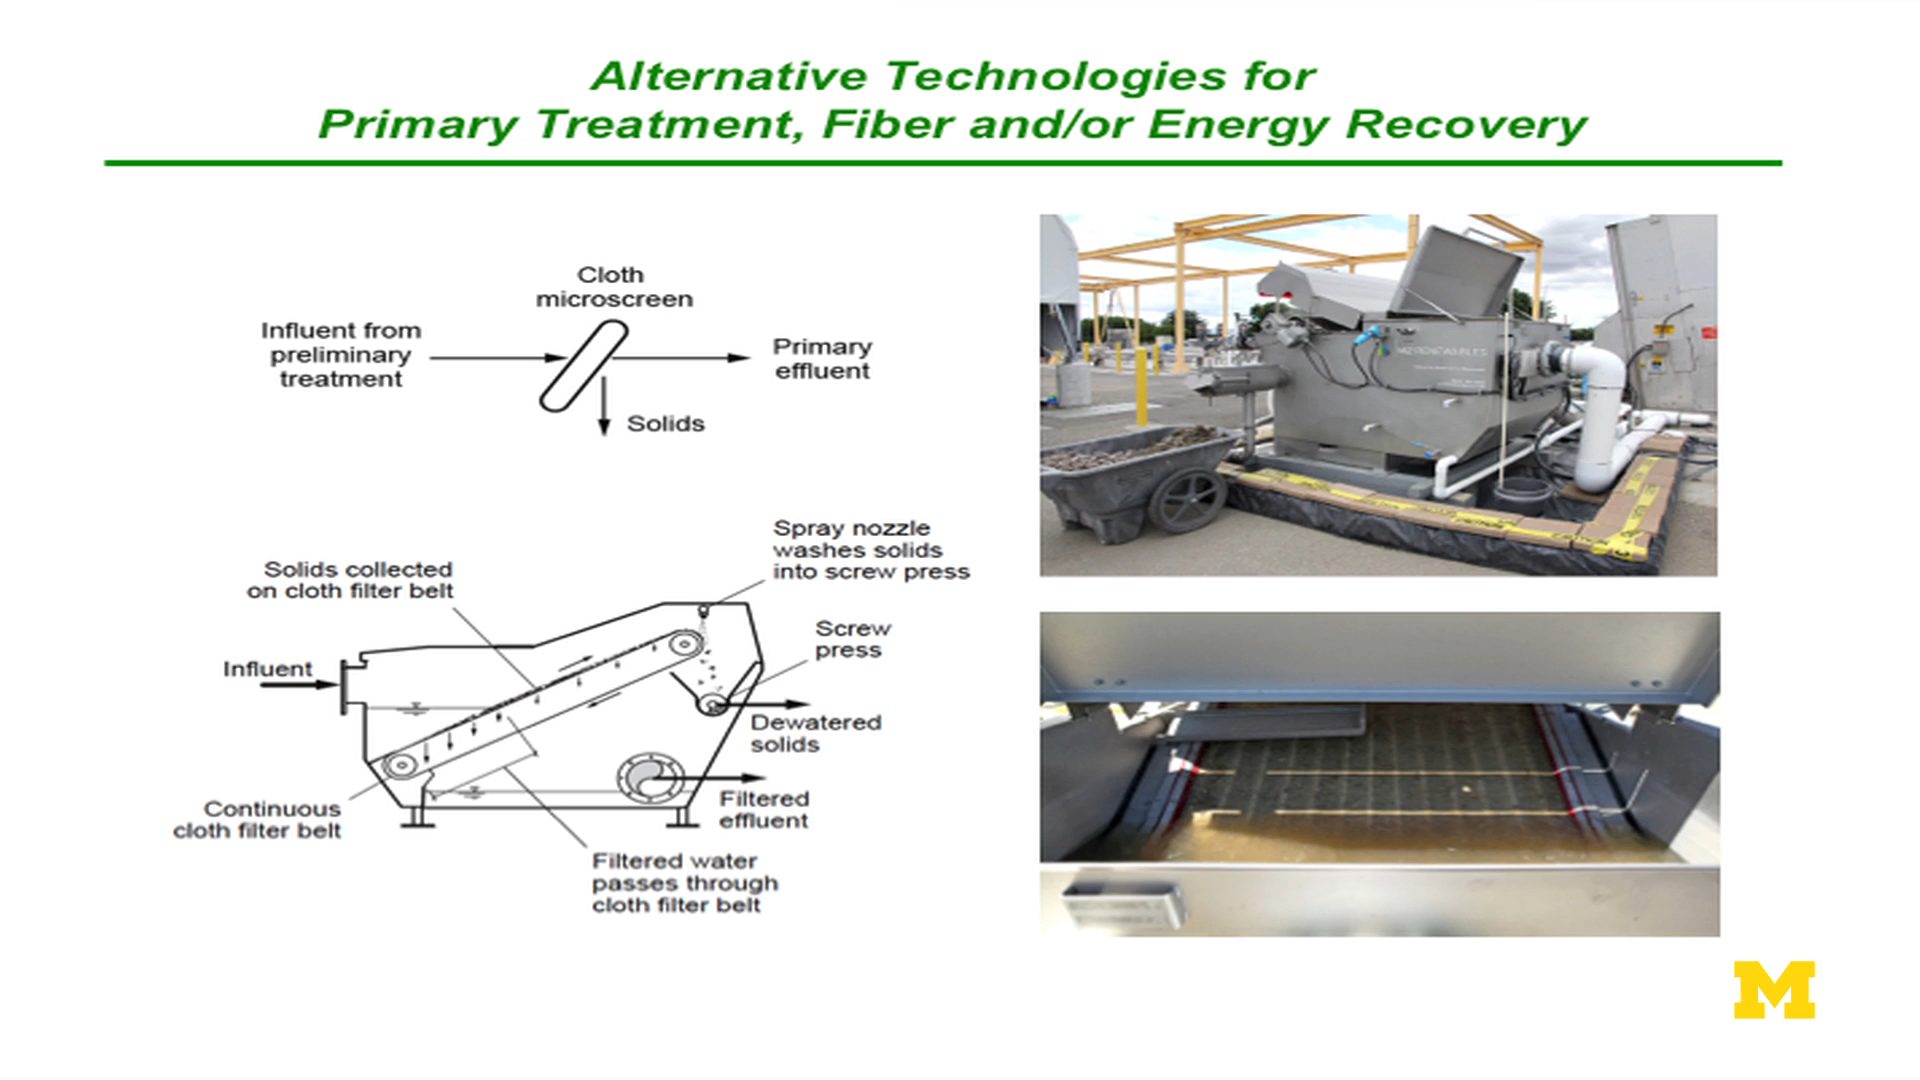 Alternative Technologies for
Primary Treatment, Fiber and/or Energy Recovery
Cloth
microscreen
Influent from
preliminary
treatment
Primary
effluent
Solids
Spray nozzle
washes solids
into screw press
Solids collected
on cloth filter belt
Screw
press
Influent
Dewatered
solids
Continuous
cloth filter belt
Filtered
effluent
Filtered water
passes through
cloth filter belt
CAUTION
M